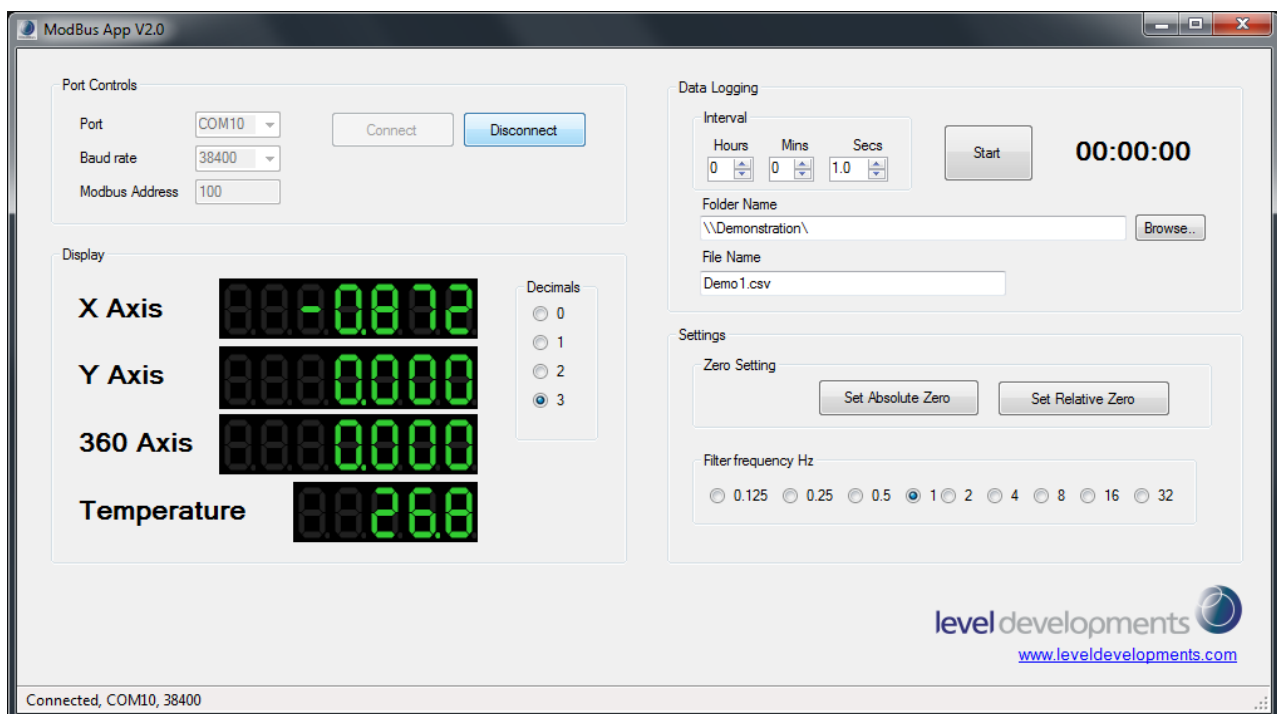 ModBus App V2.0
Port Controls
Port COM10 Connect Disconnect
Baud rate 38400
Modbus Address 100
Display
X Axis -0.872
Y Axis 0.000
360 Axis 0.000
Temperature 26.8
Decimals
0
1
2
3
Data Logging
Interval
Hours Mins Secs
0 0 1.0
Start 00:00:00
Folder Name
\\Demonstration\ Browse..
File Name
Demo1.csv
Settings
Zero Setting
Set Absolute Zero Set Relative Zero
Filter frequency Hz
0.125 0.25 0.5 1 2 4 8 16 32
level developments
www.leveldevelopments.com
Connected, COM10, 38400